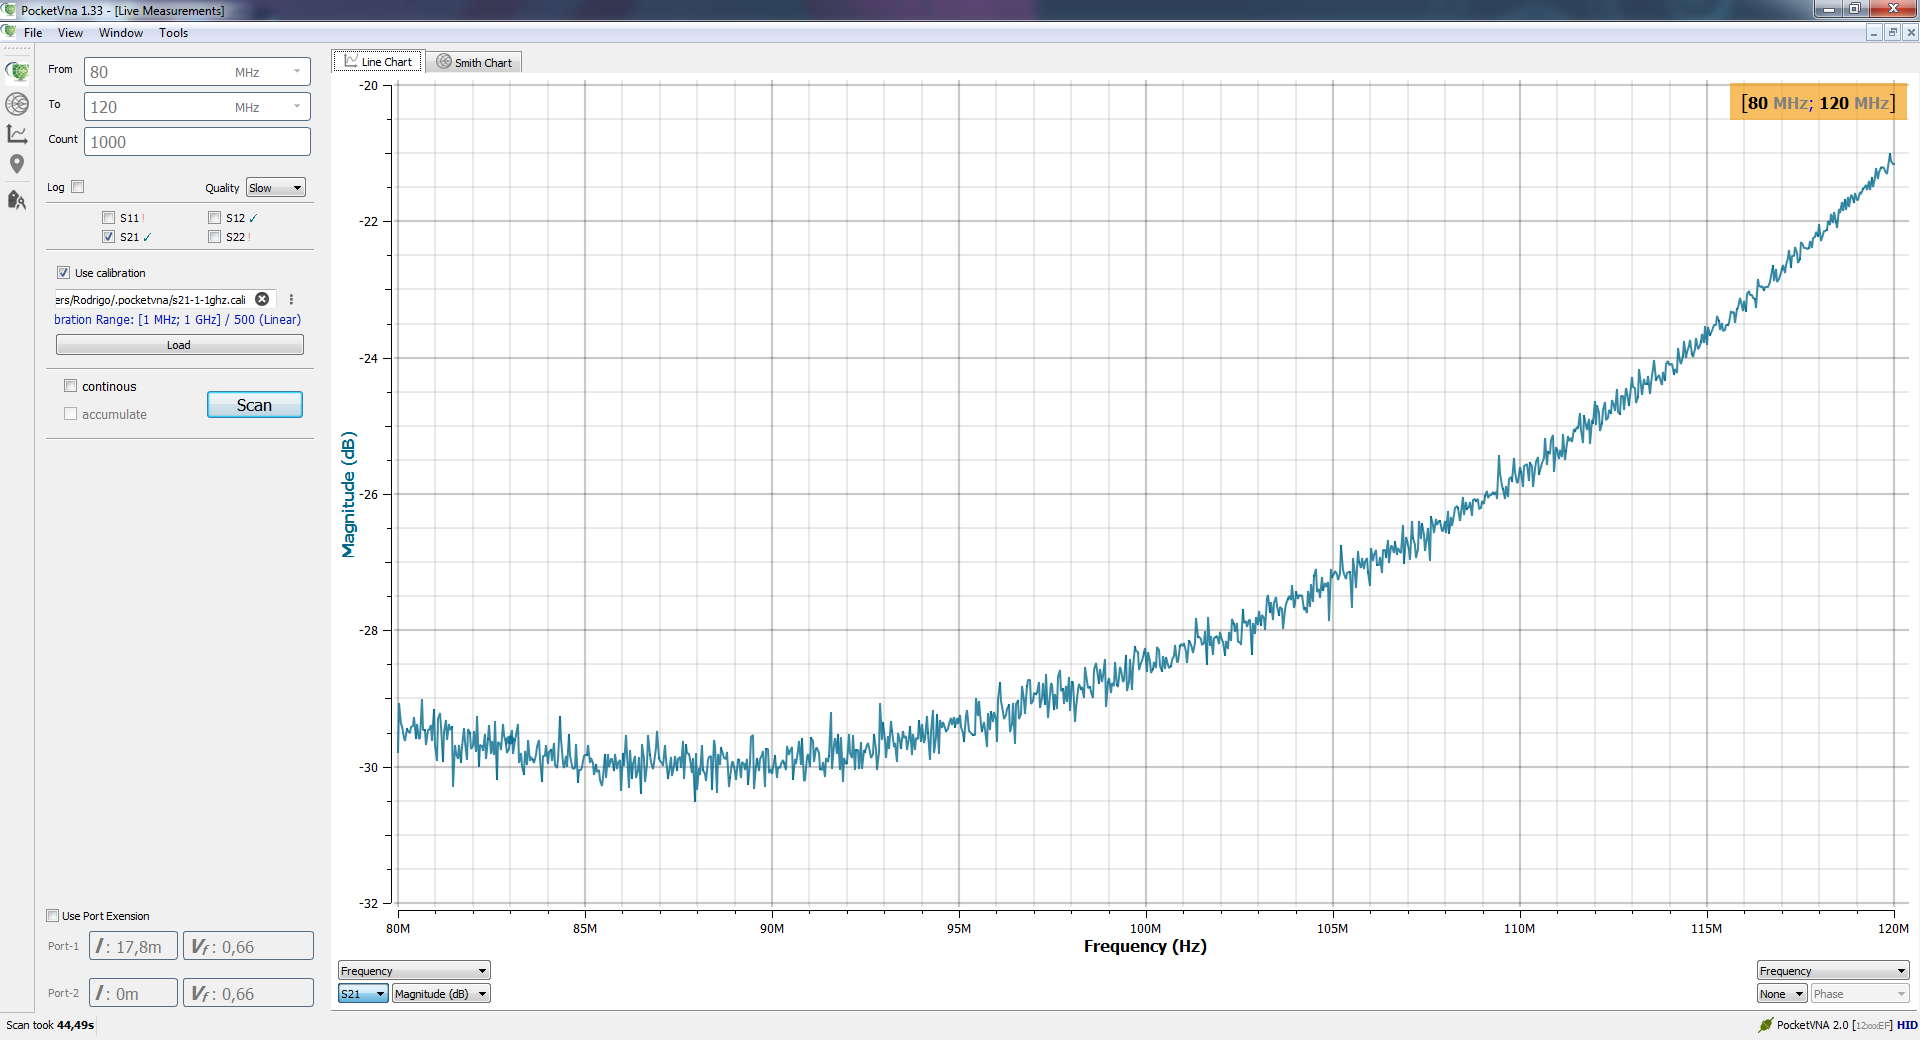 PocketVna 1.33 - [Live Measurements]
File View Window Tools
From 80 MHz
To 120 MHz
Count 1000
Log Quality Slow
S11 ! S12 ✓
S21 ✓ S22 !
Use calibration
ers/Rodrigo/.pocketvna/s21-1-1ghz.cali
bration Range: [1 MHz; 1 GHz] / 500 (Linear)
Load
continous
accumulate
Scan
Use Port Exension
Port-1 l : 17,8m Vf : 0,66
Port-2 l : 0m Vf : 0,66
Scan took 44,49s
Line Chart Smith Chart
[80 MHz; 120 MHz]
Magnitude (dB)
-20
-22
-24
-26
-28
-30
-32
80M 85M 90M 95M 100M 105M 110M 115M 120M
Frequency (Hz)
Frequency
S21 Magnitude (dB)
Frequency
None Phase
PocketVNA 2.0 [12xxxEF] HID